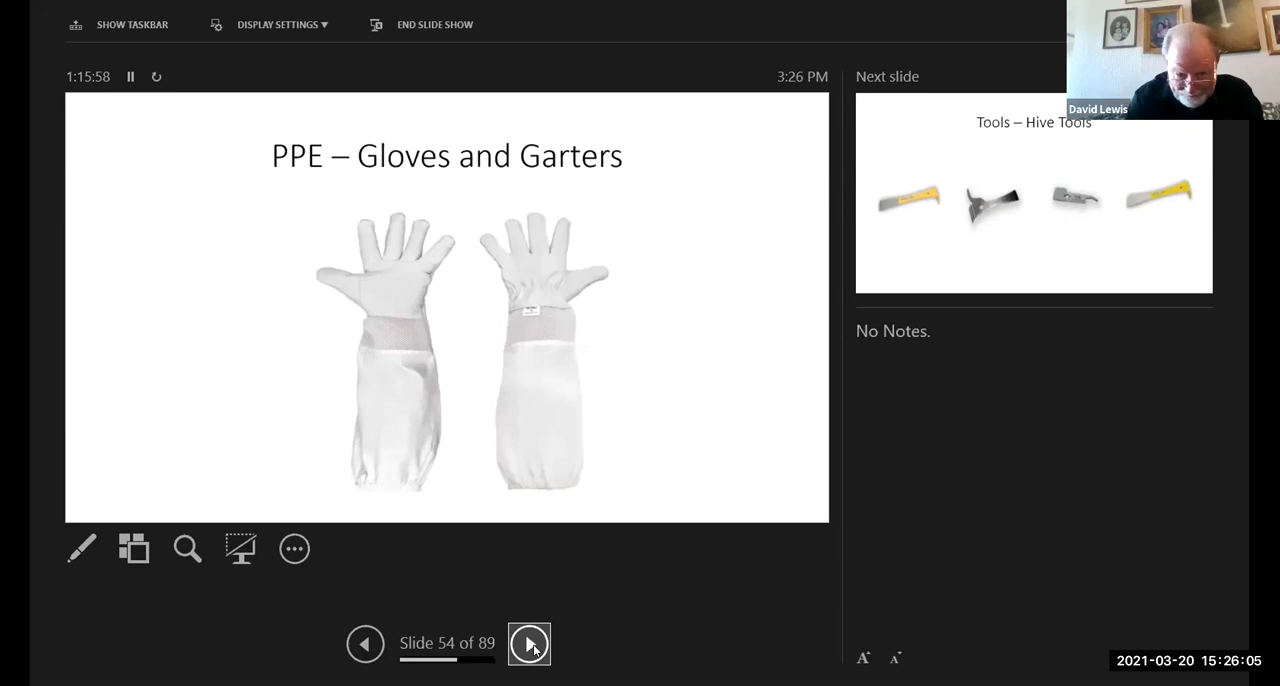 SHOW TASKBAR
DISPLAY SETTINGS ▼
END SLIDE SHOW
1:15:58
3:26 PM
Next slide
David Lewis
PPE – Gloves and Garters
Tools – Hive Tools
No Notes.
Slide 54 of 89
A A
2021-03-20 15:26:05